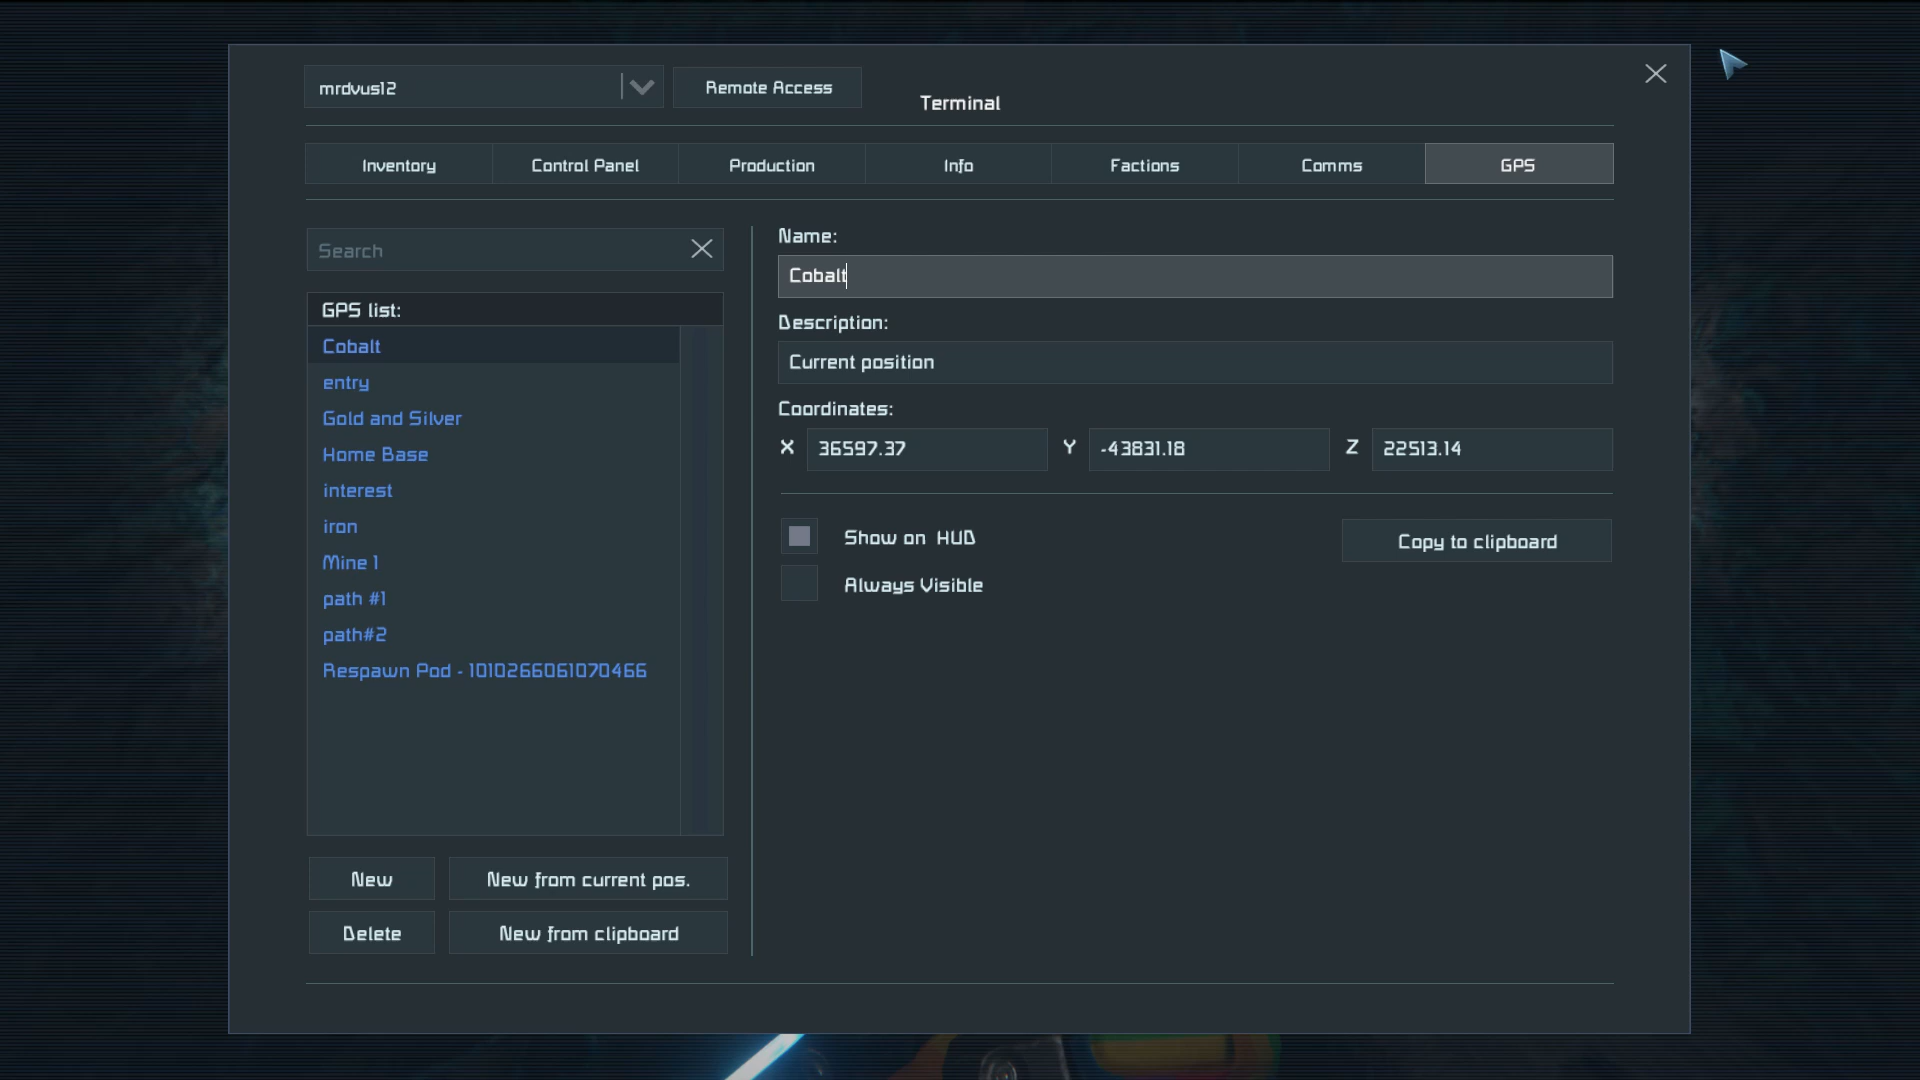 mrdvus12
Remote Access
Terminal
Inventory
Control Panel
Production
Info
Factions
Comms
GPS
Search
GPS list:
Cobalt
entry
Gold and Silver
Home Base
interest
iron
Mine 1
path #1
path#2
Respawn Pod - 1010266061070466
New
New from current pos.
Delete
New from clipboard
Name:
Cobalt
Description:
Current position
Coordinates:
X 36597.37 Y -43831.18 Z 22513.14
Show on HUD
Copy to clipboard
Always Visible